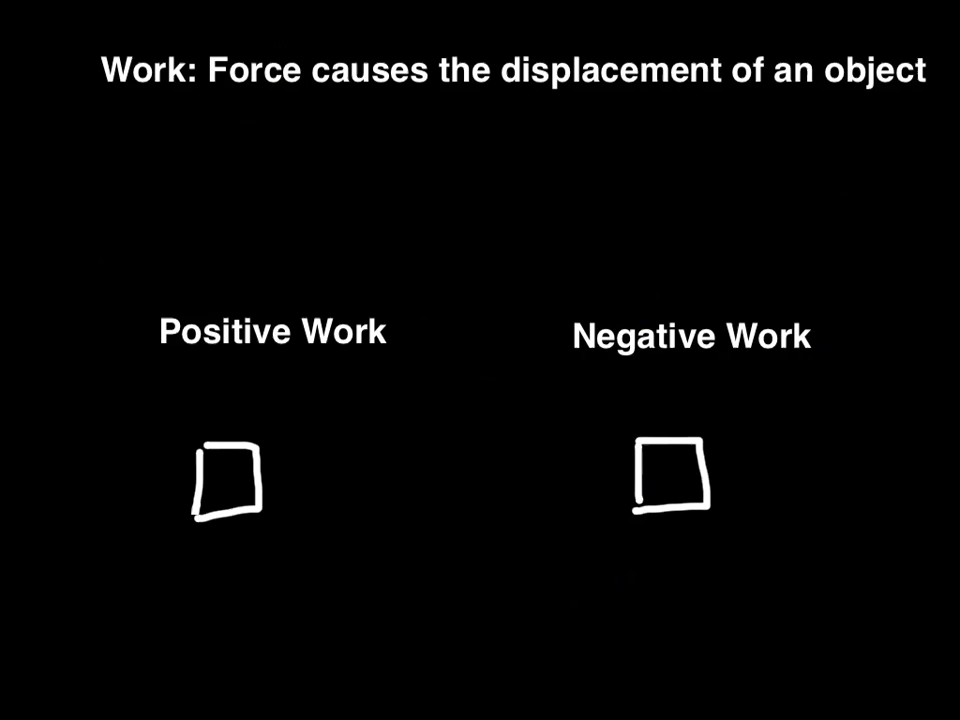 Work: Force causes the displacement of an object
Positive Work
Negative Work